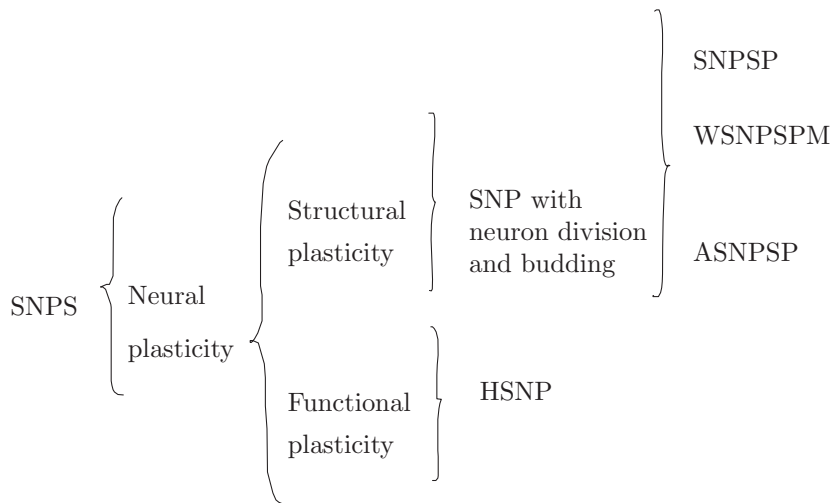 SNPS
Neural
plasticity
Structural
plasticity
Functional
plasticity
SNP with
neuron division
and budding
HSNP
SNPSP
WSNPSPM
ASNPSP